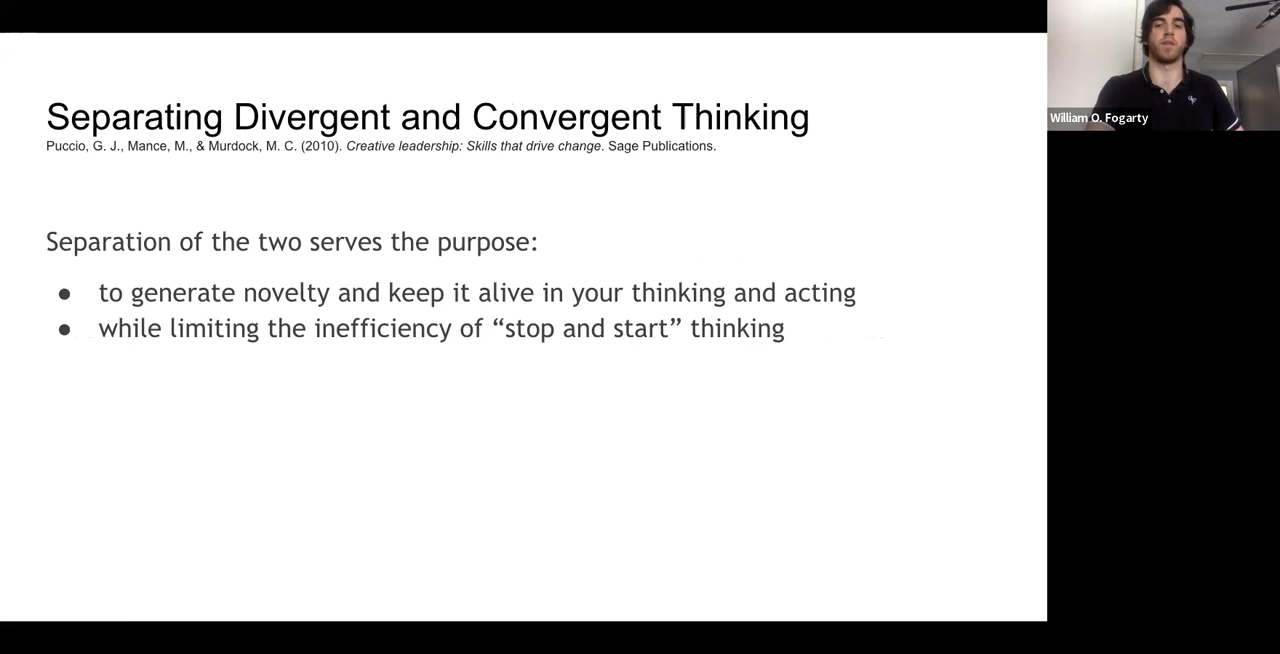 Separating Divergent and Convergent Thinking
Puccio, G. J., Mance, M., & Murdock, M. C. (2010). Creative leadership: Skills that drive change. Sage Publications.
Separation of the two serves the purpose:
● to generate novelty and keep it alive in your thinking and acting
● while limiting the inefficiency of “stop and start” thinking
William O. Fogarty